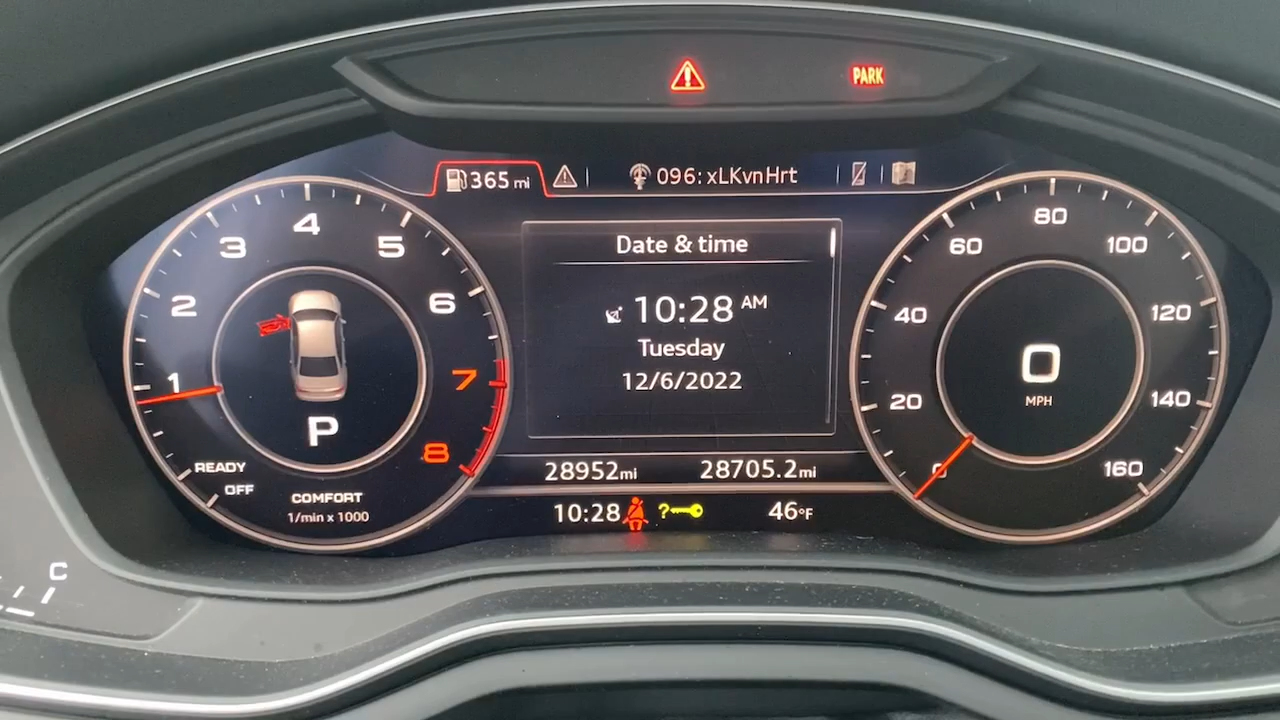 PARK
365 mi
096: xLKvnHrt
Date & time
10:28 AM
Tuesday
12/6/2022
28952mi
28705.2mi
10:28
?
46°F
1
2
3
4
5
6
7
8
READY
OFF
P
COMFORT
1/min x 1000
0
20
40
60
80
100
120
140
160
0
MPH
C